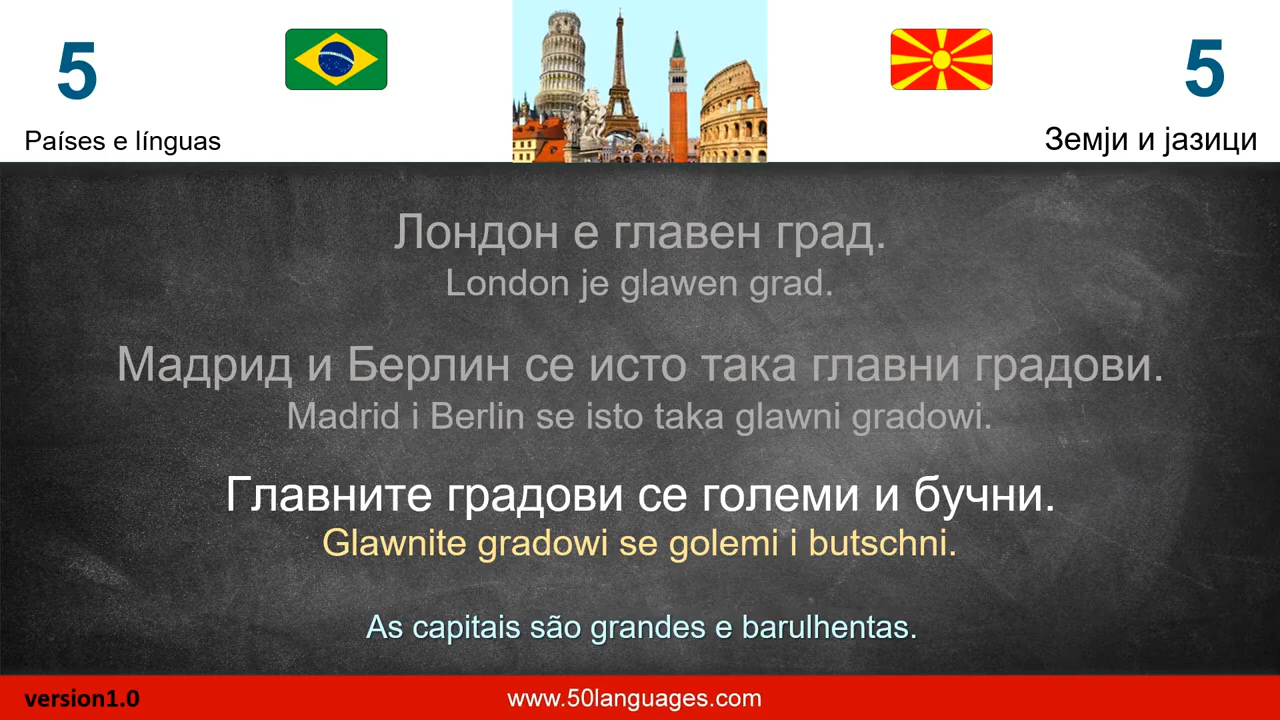 5
5
Países e línguas
Земји и јазици
Лондон е главен град.
London je glawen grad.
Мадрид и Берлин се исто така главни градови.
Madrid i Berlin se isto taka glawni gradowi.
Главните градови се големи и бучни.
Glawnite gradowi se golemi i butschni.
As capitais são grandes e barulhentas.
version1.0
www.50languages.com